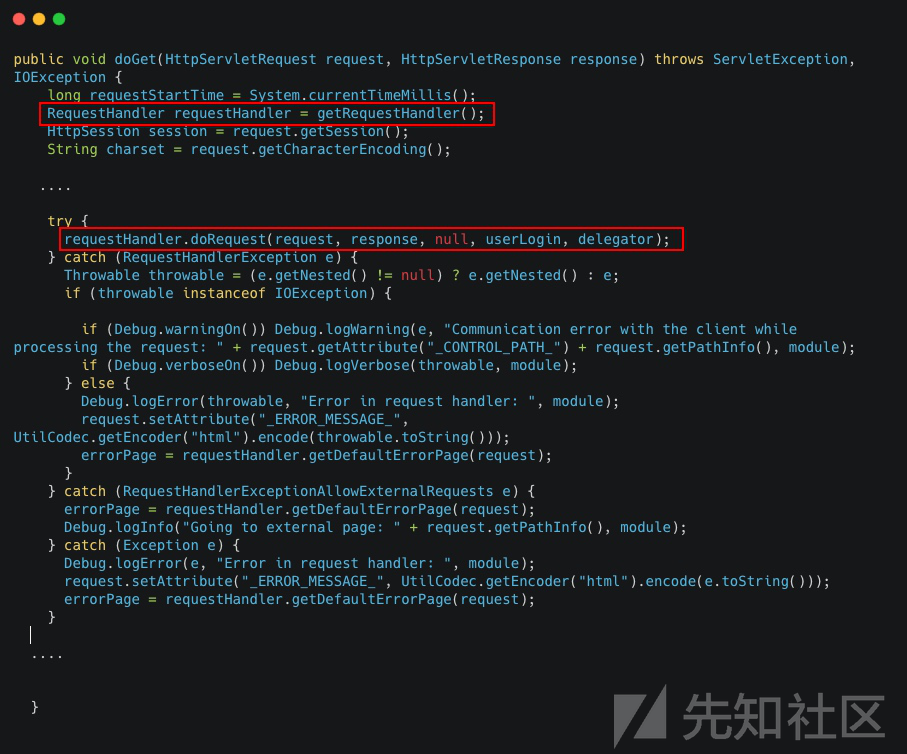 public void doGet(HttpServletRequest request, HttpServletResponse response) throws ServletException,
IOException {
    long requestStartTime = System.currentTimeMillis();
    RequestHandler requestHandler = getRequestHandler();
    HttpSession session = request.getSession();
    String charset = request.getCharacterEncoding();
   ....
    try {
      requestHandler.doRequest(request, response, null, userLogin, delegator);
    } catch (RequestHandlerException e) {
      Throwable throwable = (e.getNested() != null) ? e.getNested() : e;
      if (throwable instanceof IOException) {
        if (Debug.warningOn()) Debug.logWarning(e, "Communication error with the client while
processing the request: " + request.getAttribute("_CONTROL_PATH_") + request.getPathInfo(), module);
        if (Debug.verboseOn()) Debug.logVerbose(throwable, module);
      } else {
        Debug.logError(throwable, "Error in request handler: ", module);
        request.setAttribute("_ERROR_MESSAGE_",
UtilCodec.getEncoder("html").encode(throwable.toString()));
        errorPage = requestHandler.getDefaultErrorPage(request);
      }
    } catch (RequestHandlerExceptionAllowExternalRequests e) {
      errorPage = requestHandler.getDefaultErrorPage(request);
      Debug.logInfo("Going to external page: " + request.getPathInfo(), module);
    } catch (Exception e) {
      Debug.logError(e, "Error in request handler: ", module);
      request.setAttribute("_ERROR_MESSAGE_", UtilCodec.getEncoder("html").encode(e.toString()));
      errorPage = requestHandler.getDefaultErrorPage(request);
    }
  ....
  }
先知社区